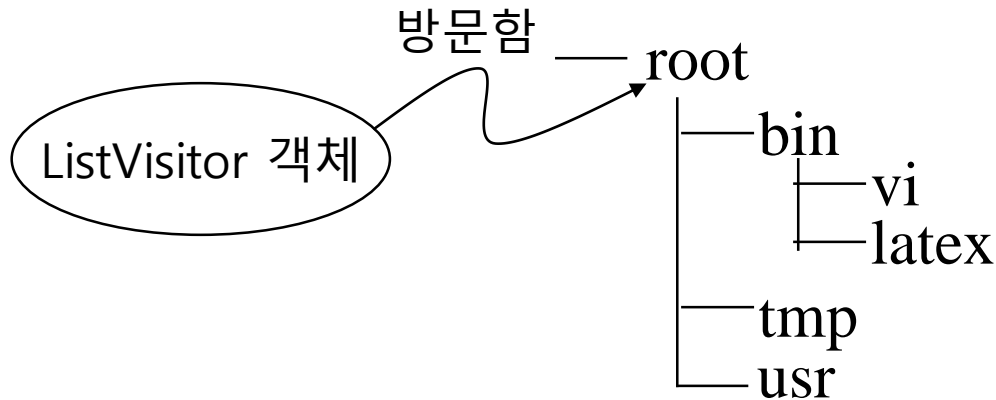 방문함
root
ListVisitor 객체
bin
vi
latex
tmp
usr